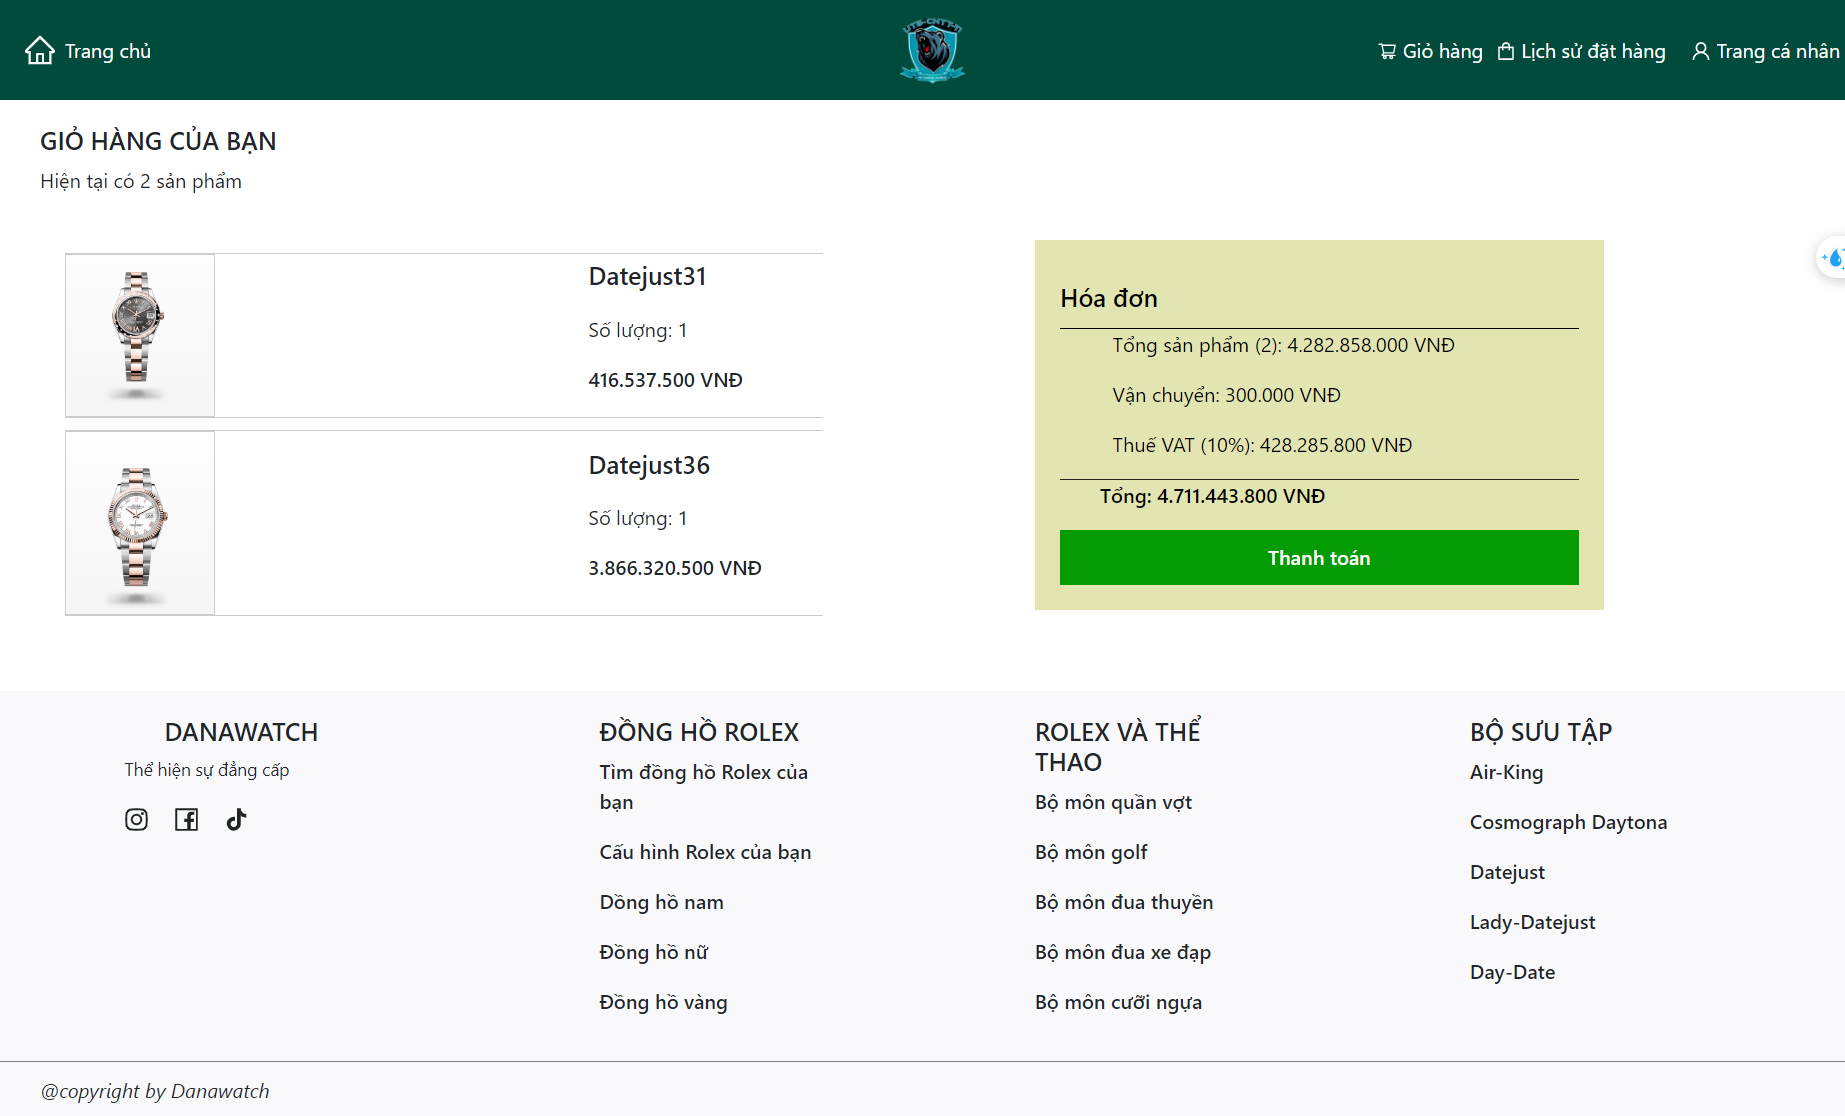 Trang chủ
UTE-CNTT-IT
Giỏ hàng
Lịch sử đặt hàng
Trang cá nhân
GIỎ HÀNG CỦA BẠN
Hiện tại có 2 sản phẩm
Datejust31
Số lượng: 1
416.537.500 VNĐ
Datejust36
Số lượng: 1
3.866.320.500 VNĐ
Hóa đơn
Tổng sản phẩm (2): 4.282.858.000 VNĐ
Vận chuyển: 300.000 VNĐ
Thuế VAT (10%): 428.285.800 VNĐ
Tổng: 4.711.443.800 VNĐ
Thanh toán
DANAWATCH
Thể hiện sự đẳng cấp
ĐỒNG HỒ ROLEX
Tìm đồng hồ Rolex của
bạn
Cấu hình Rolex của bạn
Dồng hồ nam
Đồng hồ nữ
Đồng hồ vàng
ROLEX VÀ THỂ
THAO
Bộ môn quần vợt
Bộ môn golf
Bộ môn đua thuyền
Bộ môn đua xe đạp
Bộ môn cưỡi ngựa
BỘ SƯU TẬP
Air-King
Cosmograph Daytona
Datejust
Lady-Datejust
Day-Date
@copyright by Danawatch